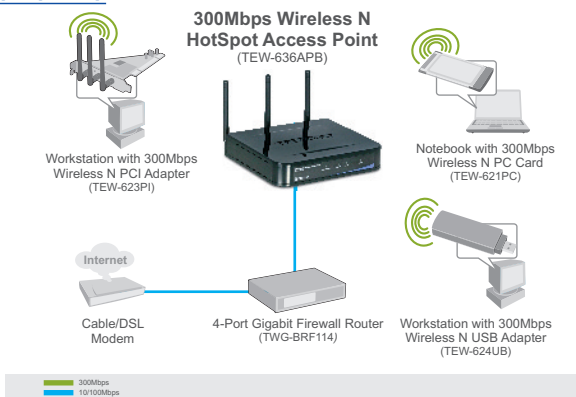 300Mbps Wireless N
HotSpot Access Point
(TEW-636APB)
Workstation with 300Mbps
Wireless N PCI Adapter
(TEW-623PI)
Notebook with 300Mbps
Wireless N PC Card
(TEW-621PC)
Internet
Cable/DSL
Modem
4-Port Gigabit Firewall Router
(TWG-BRF114)
Workstation with 300Mbps
Wireless N USB Adapter
(TEW-624UB)
300Mbps
10/100Mbps